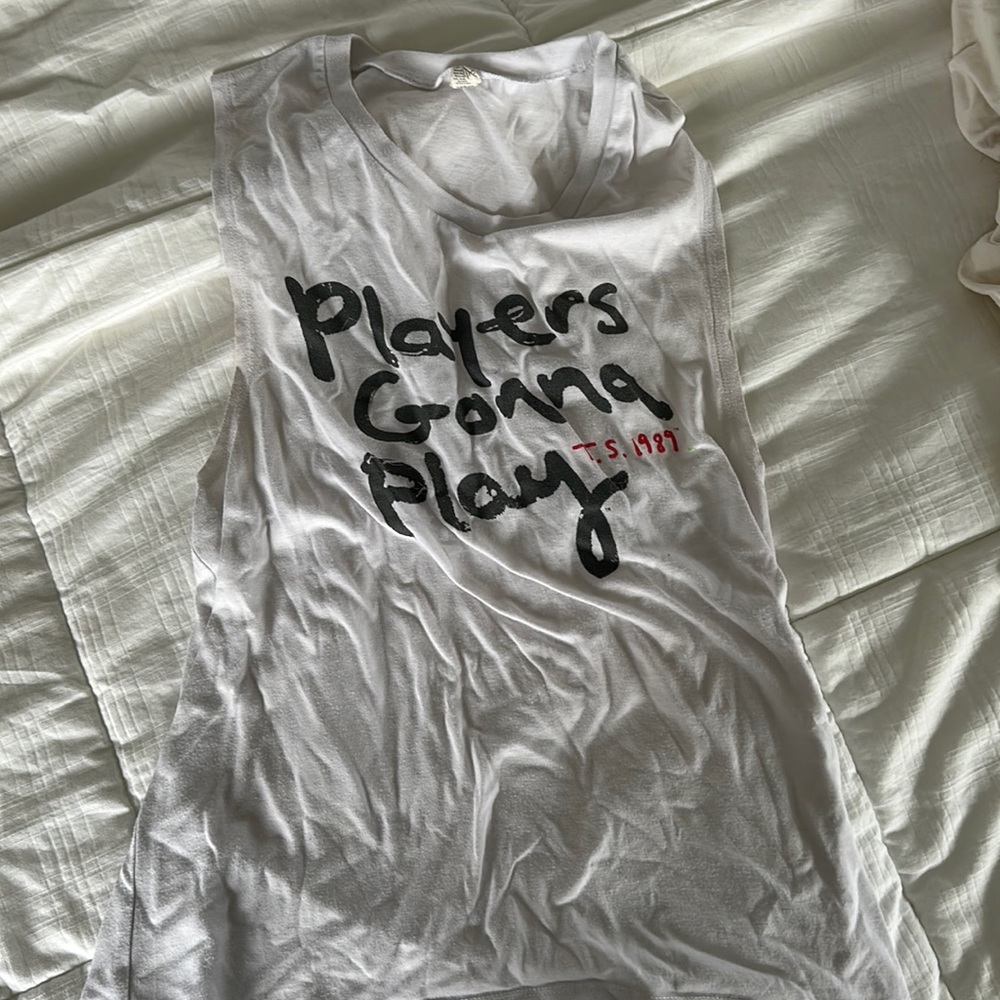 Players
Gonna
T.S. 1989
Play